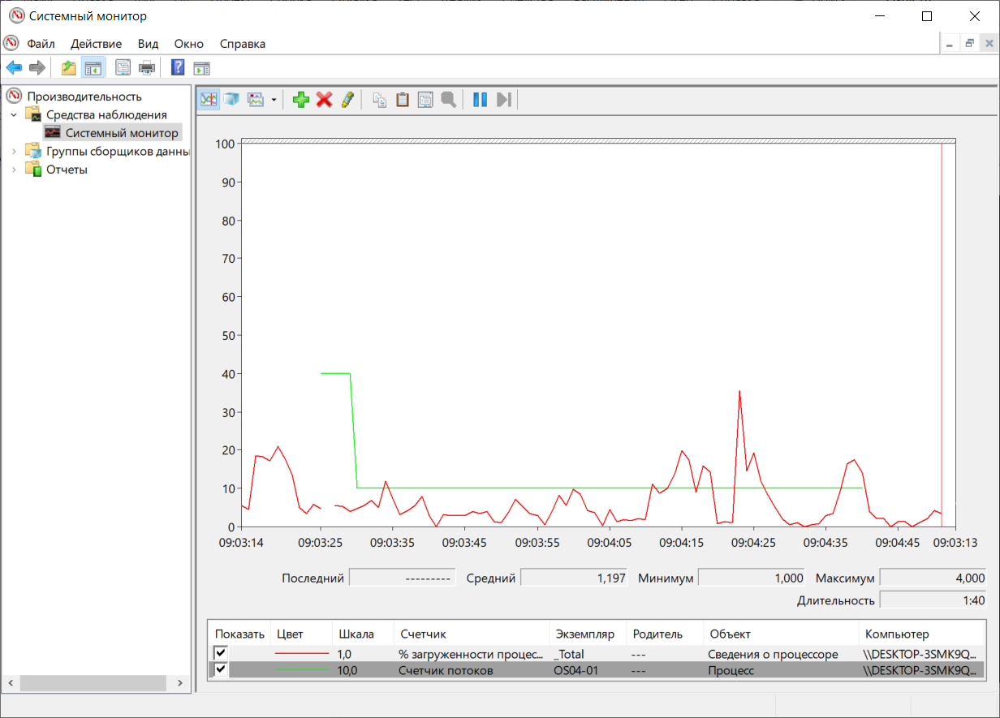 Системный монитор
Файл Действие Вид Окно Справка
Производительность
Средства наблюдения
Системный монитор
Группы сборщиков данны
Отчеты
100
90
80
70
60
50
40
30
20
10
0
09:03:14 09:03:25 09:03:35 09:03:45 09:03:55 09:04:05 09:04:15 09:04:25 09:04:35 09:04:45 09:03:13
Последний --------- Средний 1,197 Минимум 1,000 Максимум 4,000
Длительность 1:40
Показать Цвет Шкала Счетчик Экземпляр Родитель Объект Компьютер
1,0 % загруженности процес... _Total --- Сведения о процессоре \\DESKTOP-3SMK9Q...
10,0 Счетчик потоков OS04-01 --- Процесс \\DESKTOP-3SMK9Q...